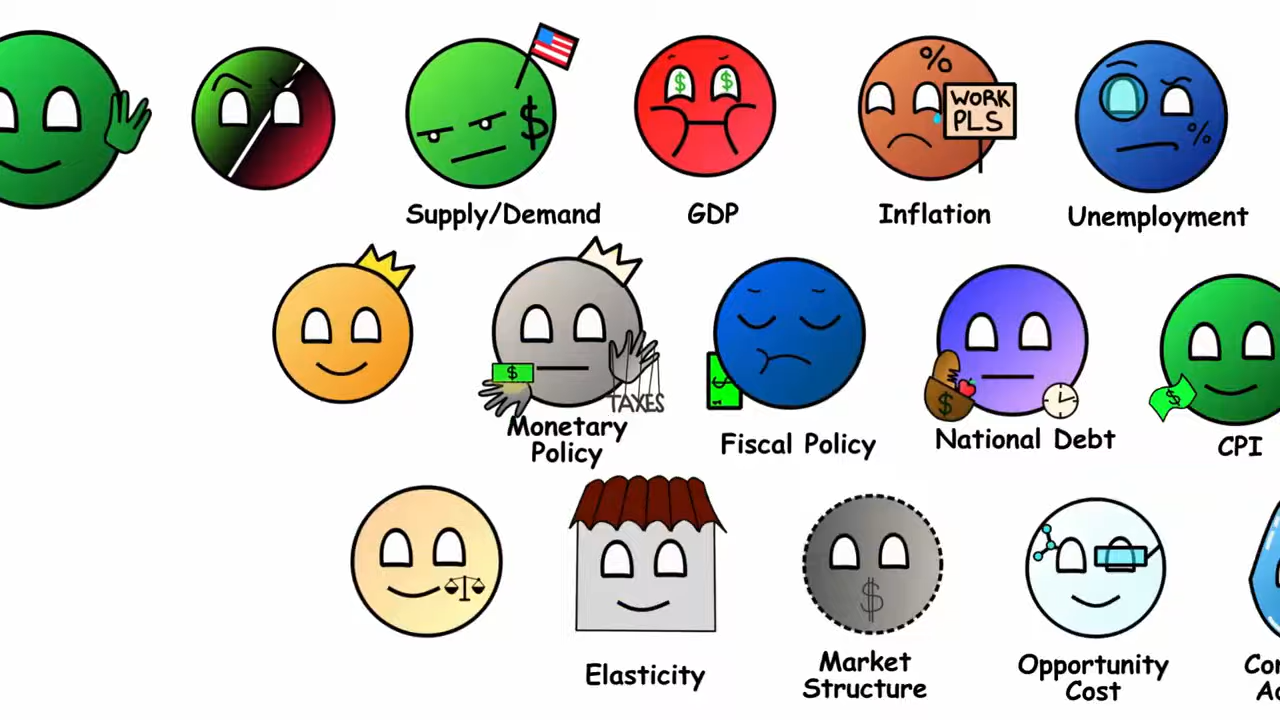 $
$ $
%
WORK
PLS
%
Supply/Demand
GDP
Inflation
Unemployment
$
TAXES
$
$
$
Monetary
Policy
Fiscal Policy
National Debt
CPI
$
Elasticity
Market
Structure
Opportunity
Cost